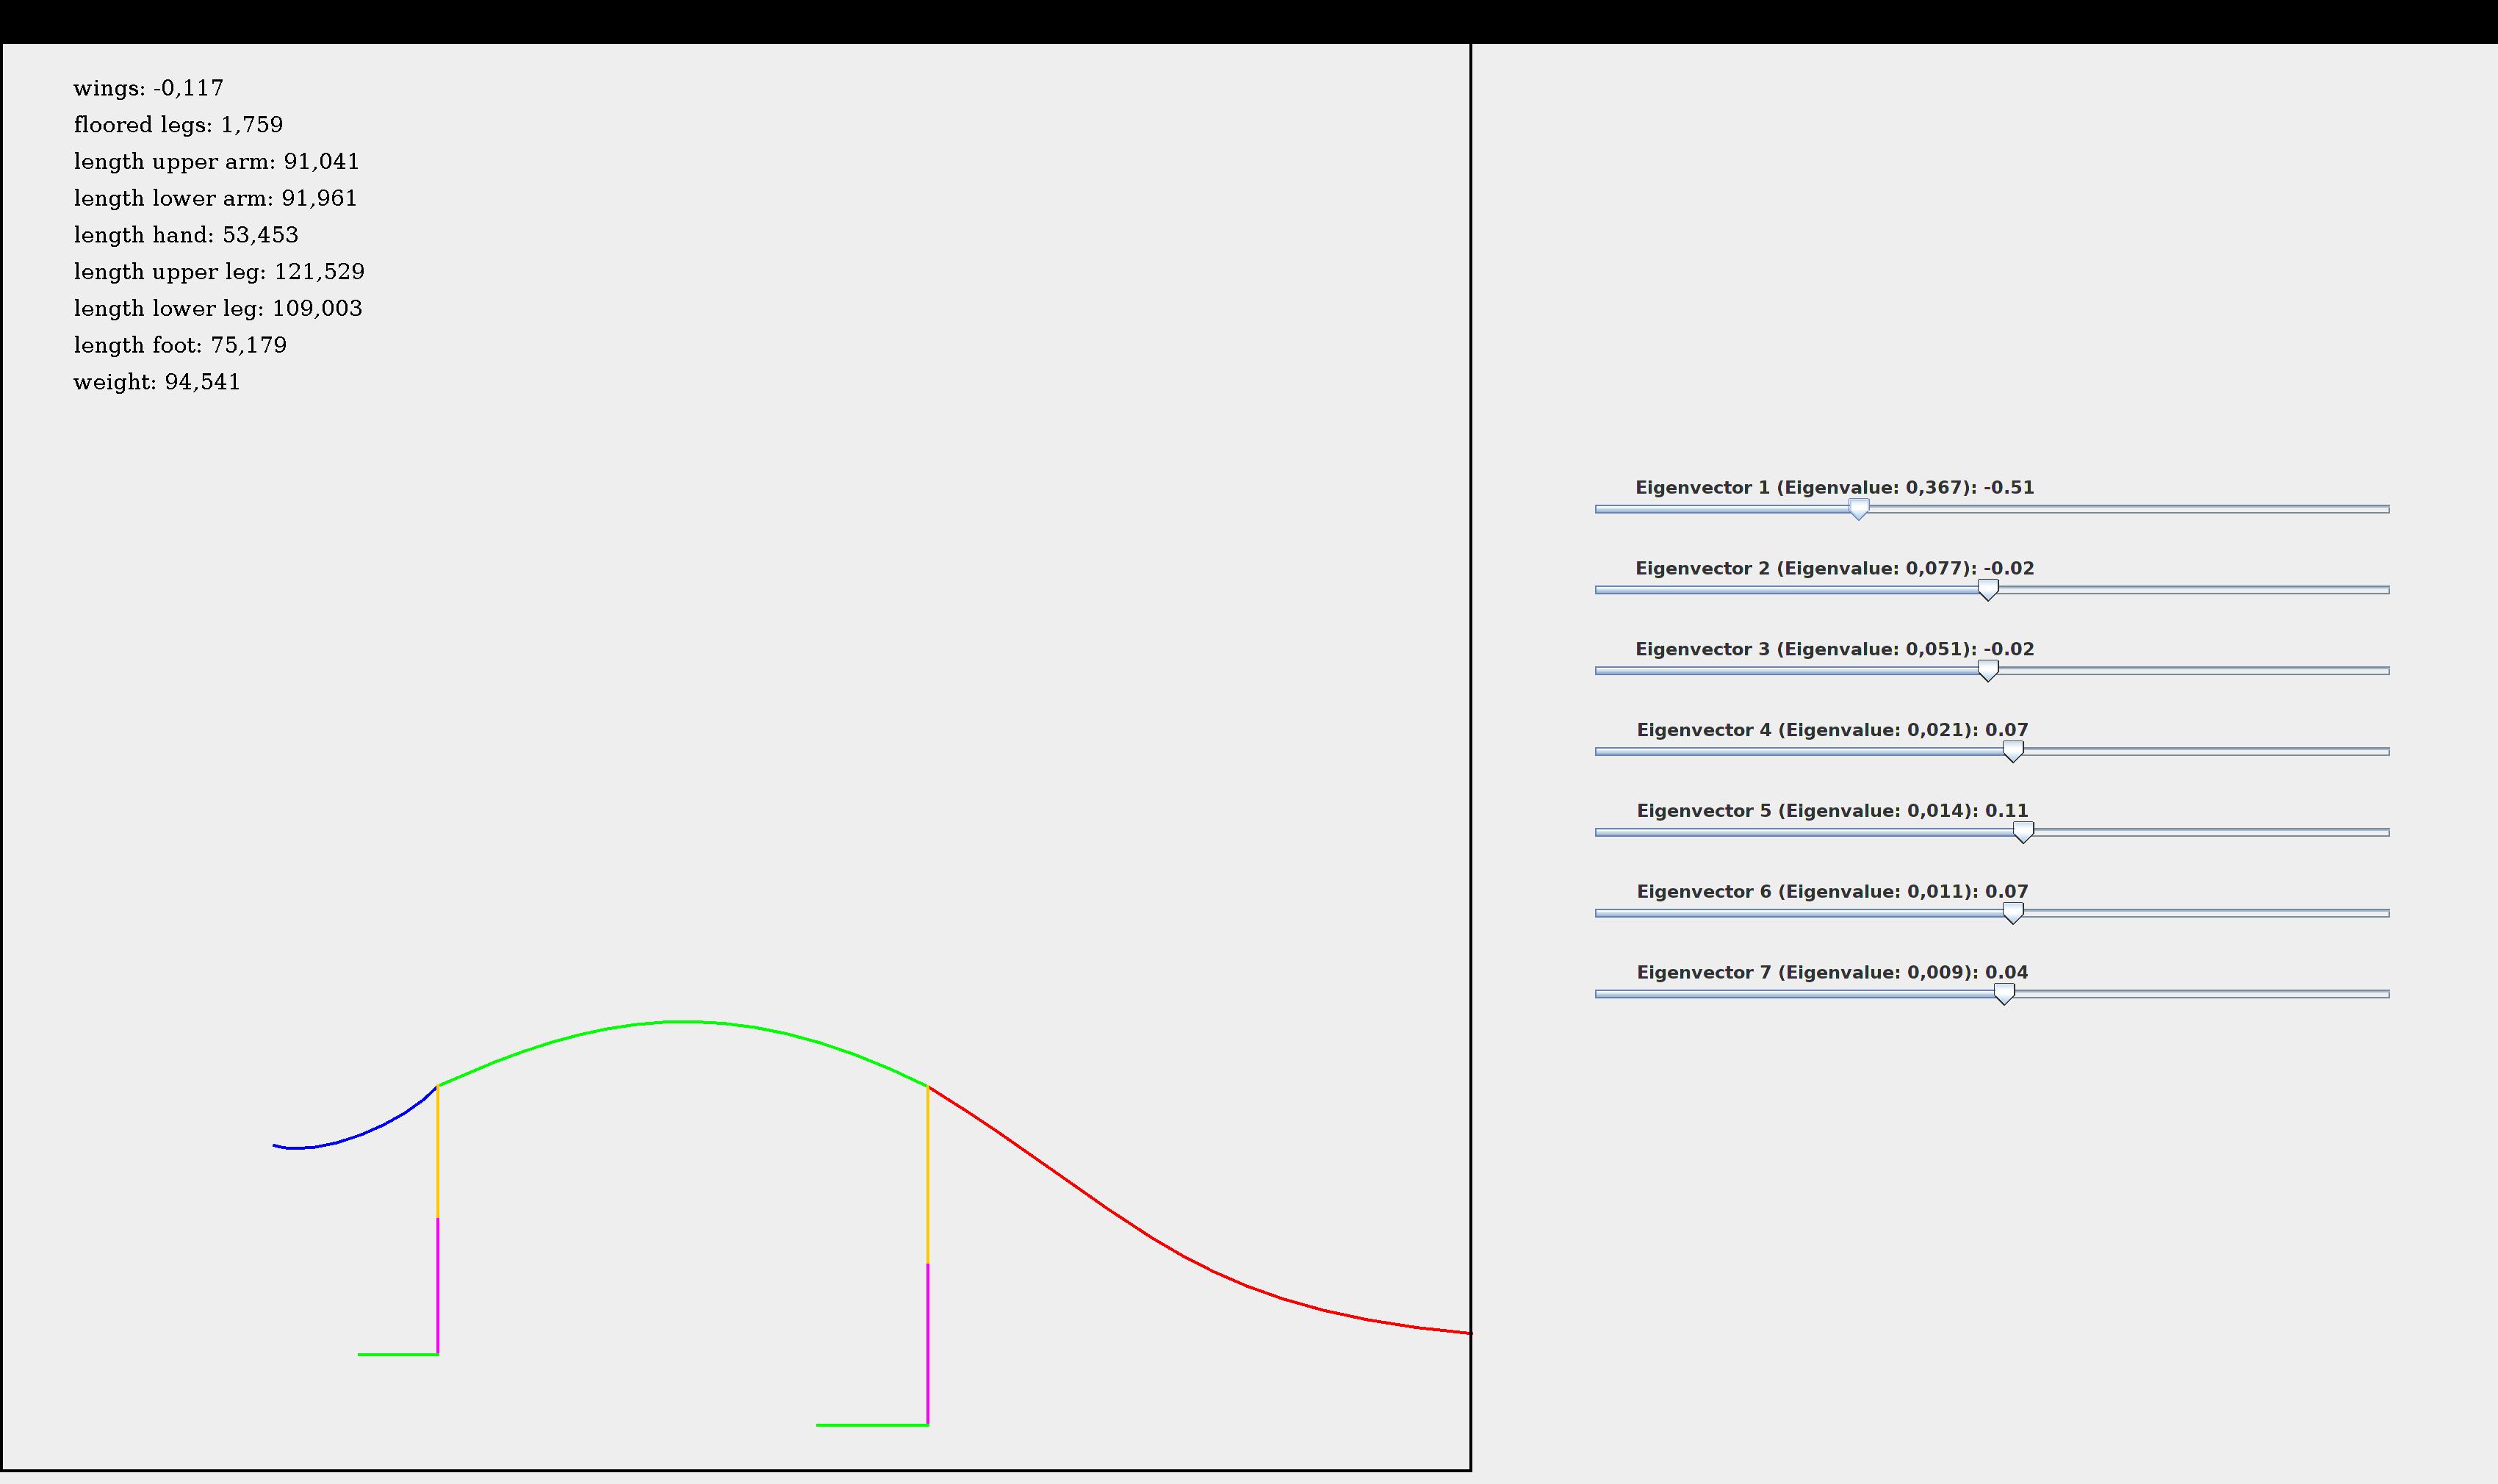 wings: -0,117
floored legs: 1,759
length upper arm: 91,041
length lower arm: 91,961
length hand: 53,453
length upper leg: 121,529
length lower leg: 109,003
length foot: 75,179
weight: 94,541
Eigenvector 1 (Eigenvalue: 0,367): -0.51
Eigenvector 2 (Eigenvalue: 0,077): -0.02
Eigenvector 3 (Eigenvalue: 0,051): -0.02
Eigenvector 4 (Eigenvalue: 0,021): 0.07
Eigenvector 5 (Eigenvalue: 0,014): 0.11
Eigenvector 6 (Eigenvalue: 0,011): 0.07
Eigenvector 7 (Eigenvalue: 0,009): 0.04